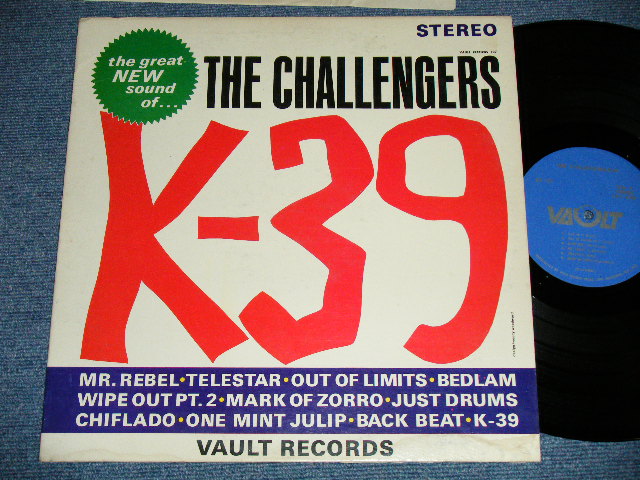 STEREO
the great
NEW
sound
of...
THE CHALLENGERS
K-39
MR. REBEL•TELESTAR•OUT OF LIMITS•BEDLAM
WIPE OUT PT. 2•MARK OF ZORRO•JUST DRUMS
CHIFLADO•ONE MINT JULIP•BACK BEAT•K-39
VAULT RECORDS
VAULT